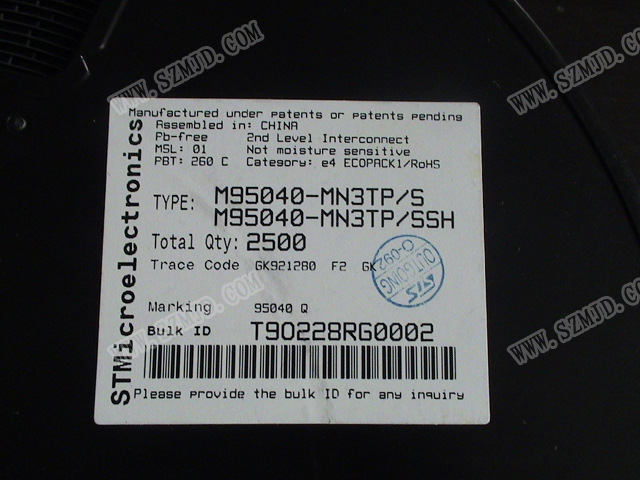 Manufactured under patents or patents pending
Assembled in: CHINA
Pb-free 2nd Level Interconnect
MSL: 01 Not moisture sensitive
PBT: 260 C Category: e4 ECOPACK1/RoHS
STMicroelectronics
TYPE: M95040-MN3TP/S
M95040-MN3TP/SSH
Total Qty: 2500
Trace Code GK921280 F2 GK
OUTGOING
Marking 95040 Q
Bulk ID T90228RG0002
Please provide the bulk ID for any inquiry
WWW.SZMJD.COM
WWW.SZMJD.COM
WWW.SZMJD.COM
WWW.SZMJD.COM